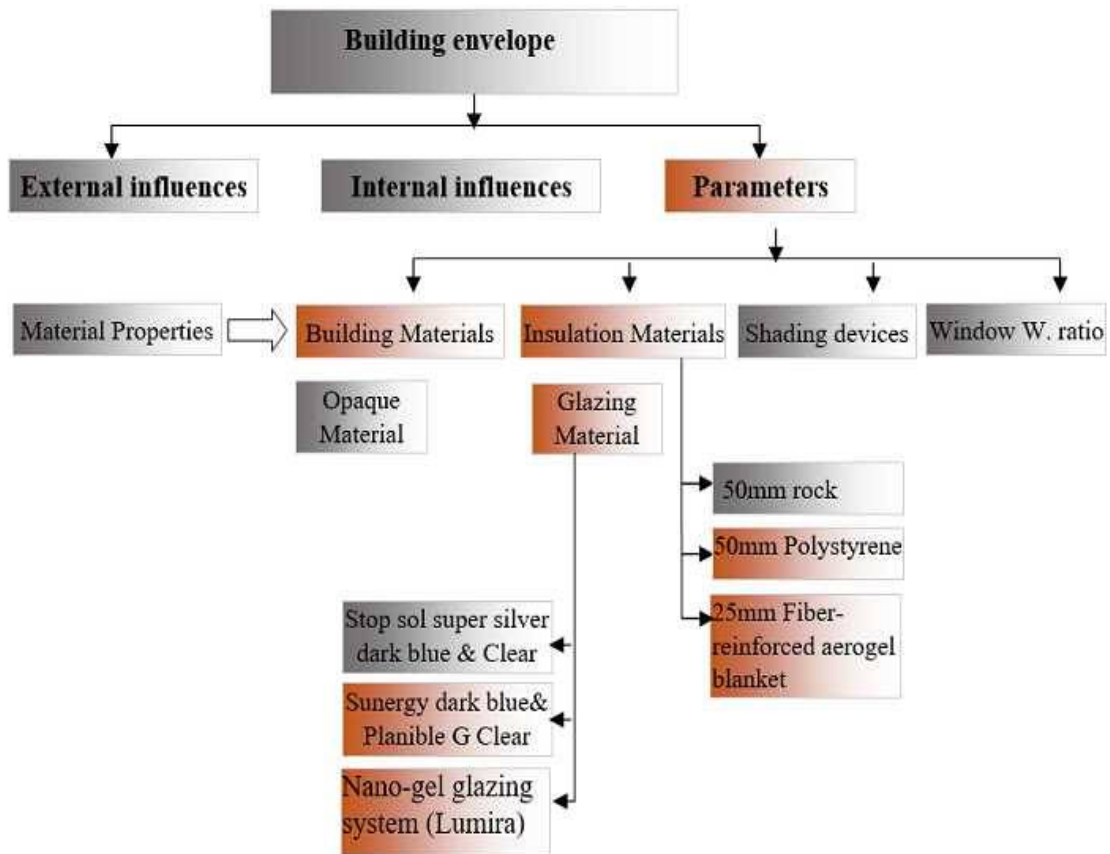 Building envelope
External influences
Internal influences
Parameters
Material Properties
Building Materials
Insulation Materials
Shading devices
Window W. ratio
Opaque
Material
Glazing
Material
50mm rock
50mm Polystyrene
25mm Fiber-
reinforced aerogel
blanket
Stop sol super silver
dark blue & Clear
Sunergy dark blue&
Planible G Clear
Nano-gel glazing
system (Lumira)